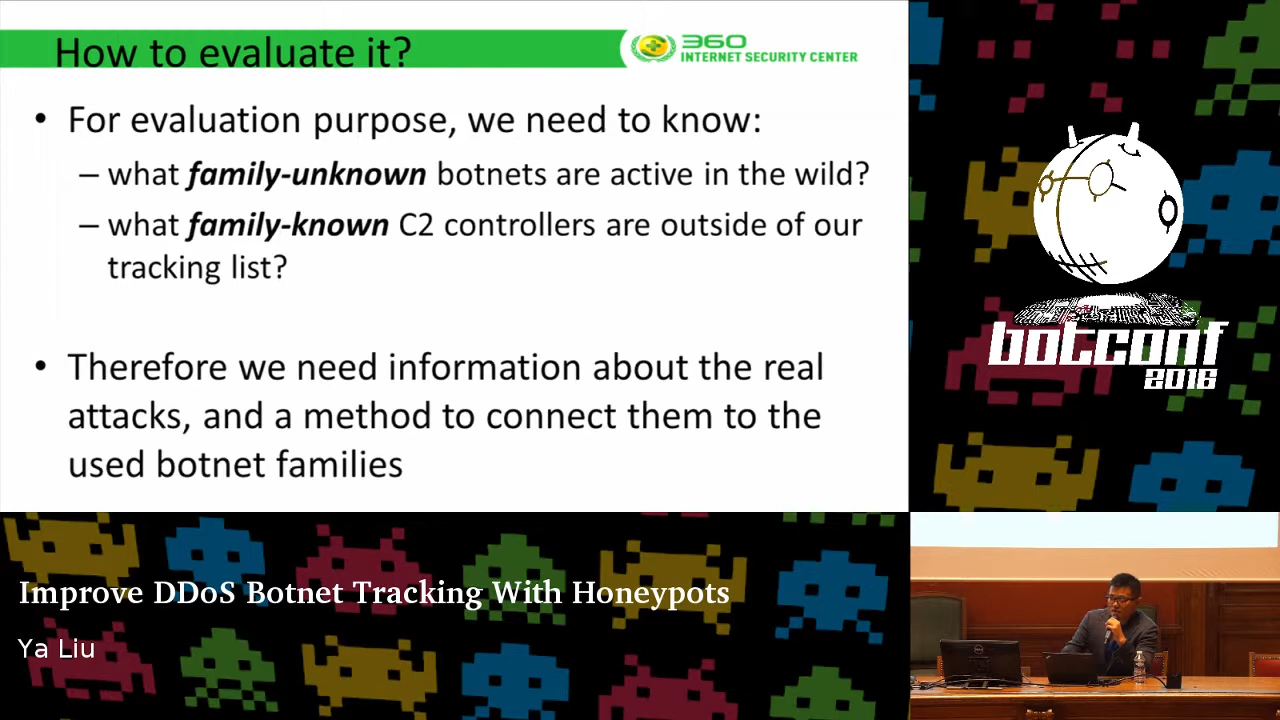 How to evaluate it?
360
INTERNET SECURITY CENTER
• For evaluation purpose, we need to know:
– what family-unknown botnets are active in the wild?
– what family-known C2 controllers are outside of our
tracking list?
• Therefore we need information about the real
attacks, and a method to connect them to the
used botnet families
botconf
2016
Improve DDoS Botnet Tracking With Honeypots
Ya Liu